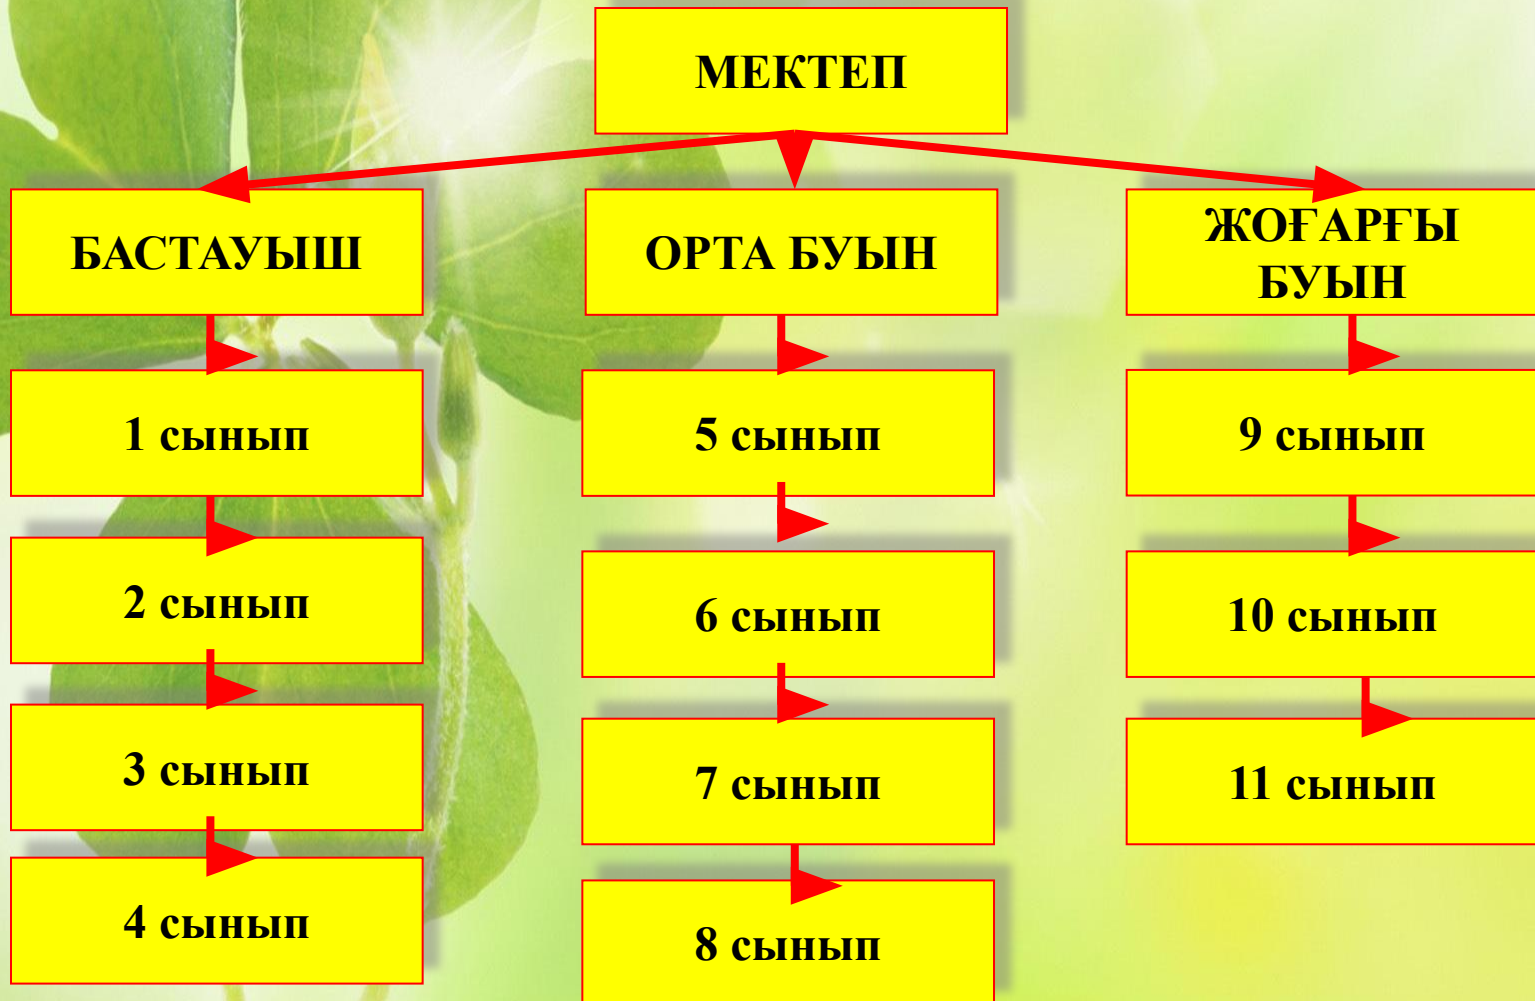 МЕКТЕП
БАСТАУЫШ
ОРТА БУЫН
ЖОҒАРҒЫ
БУЫН
1 сынып
5 сынып
9 сынып
2 сынып
6 сынып
10 сынып
3 сынып
7 сынып
11 сынып
4 сынып
8 сынып